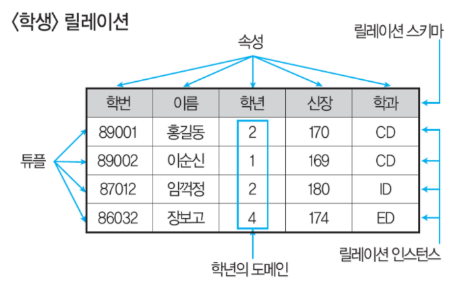 〈학생〉 릴레이션
속성
릴레이션 스키마
학번 이름 학년 신장 학과
89001 홍길동 2 170 CD
89002 이순신 1 169 CD
튜플
87012 임꺽정 2 180 ID
86032 장보고 4 174 ED
릴레이션 인스턴스
학년의 도메인